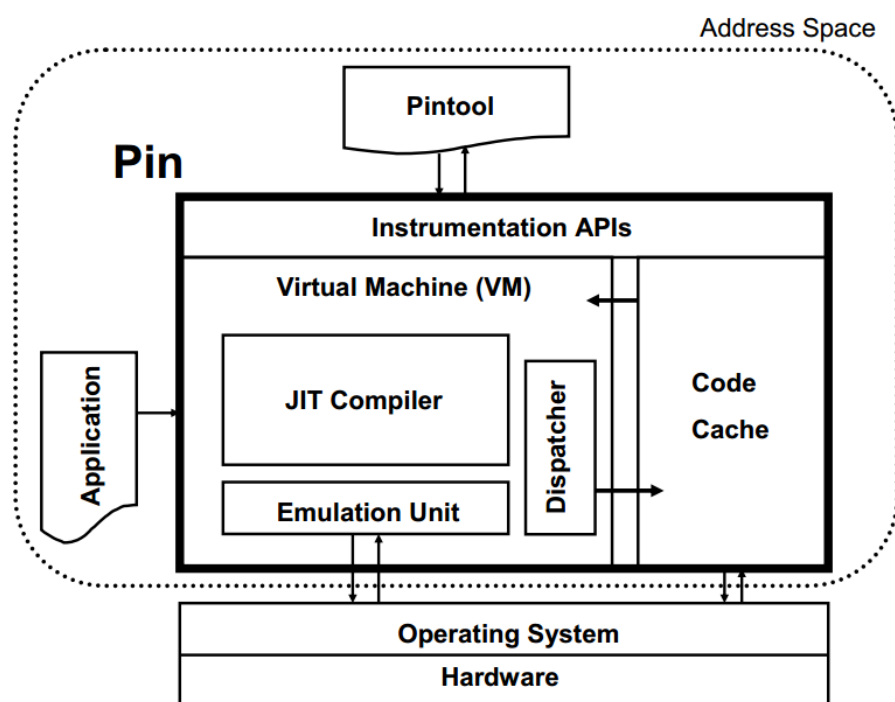 Address Space
Pintool
Pin
Instrumentation APIs
Virtual Machine (VM)
Application
JIT Compiler
Dispatcher
Code
Cache
Emulation Unit
Operating System
Hardware